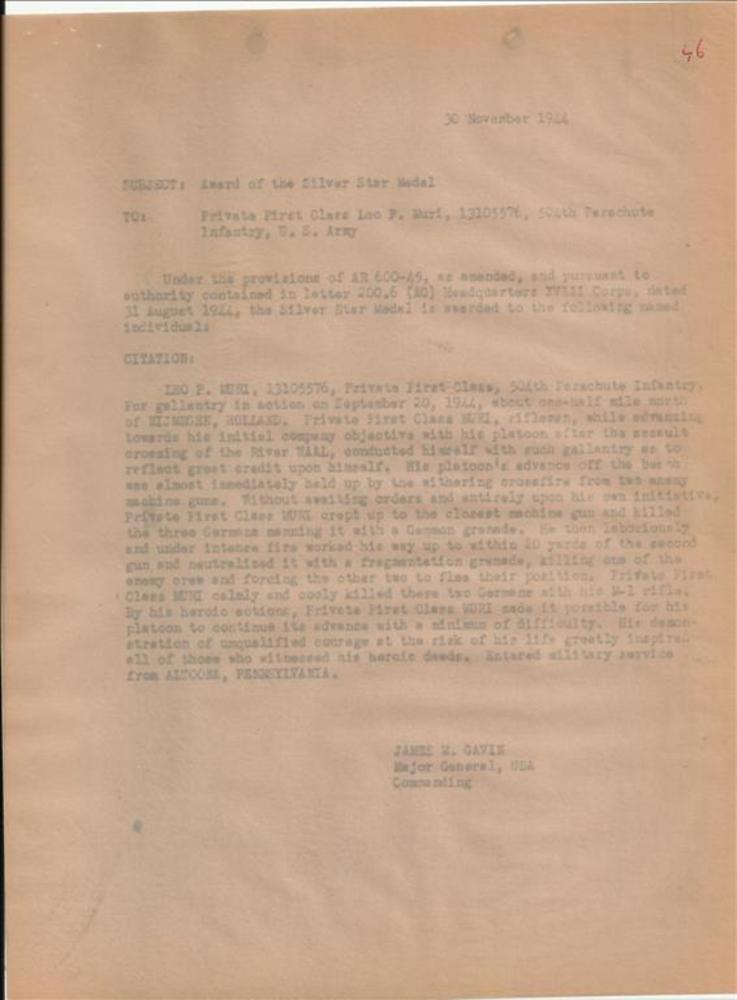 46
30 November 1944
SUBJECT: Award of the Silver Star Medal
TO: Private First Class Leo P. Muri, 13105576, 504th Parachute
Infantry, U. S. Army
Under the provisions of AR 600-45, as amended, and pursuant to
authority contained in letter 200.6 (AG) Headquarters XVIII Corps, dated
31 August 1944, the Silver Star Medal is awarded to the following named
individual:
CITATION:
LEO P. MURI, 13105576, Private First Class, 504th Parachute Infantry.
For gallantry in action on September 20, 1944, about one-half mile north
of NIJMEGEN, HOLLAND. Private First Class MURI, rifleman, while advancing
towards his initial company objective with his platoon after the assault
crossing of the River WAAL, conducted himself with such gallantry as to
reflect great credit upon himself. His platoon's advance off the beach
was almost immediately held up by the withering crossfire from two enemy
machine guns. Without awaiting orders and entirely upon his own initiative,
Private First Class MURI crept up to the closest machine gun and killed
the three Germans manning it with a Gammon grenade. He then laboriously
and under intense fire worked his way up to within 20 yards of the second
gun and neutralized it with a fragmentation grenade, killing one of the
enemy crew and forcing the other two to flee their position. Private First
Class MURI calmly and cooly killed these two Germans with his M-1 rifle.
By his heroic actions, Private First Class MURI made it possible for his
platoon to continue its advance with a minimum of difficulty. His demon-
stration of unqualified courage at the risk of his life greatly inspired
all of those who witnessed his heroic deeds. Entered military service
from ALTOONA, PENNSYLVANIA.
JAMES M. GAVIN
Major General, USA
Commanding